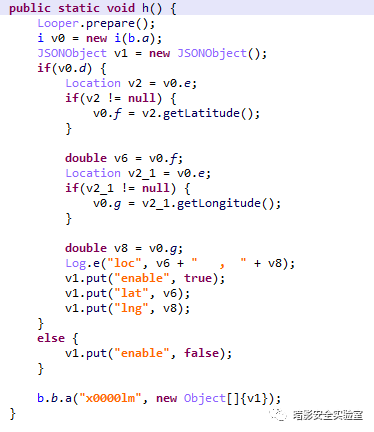 public static void h() {
    Looper.prepare();
    i v0 = new i(b.a);
    JSONObject v1 = new JSONObject();
    if(v0.d) {
        Location v2 = v0.e;
        if(v2 != null) {
            v0.f = v2.getLatitude();
        }

        double v6 = v0.f;
        Location v2_1 = v0.e;
        if(v2_1 != null) {
            v0.g = v2_1.getLongitude();
        }

        double v8 = v0.g;
        Log.e("loc", v6 + "   ,  " + v8);
        v1.put("enable", true);
        v1.put("lat", v6);
        v1.put("lng", v8);
    }
    else {
        v1.put("enable", false);
    }

    b.b.a("x0000lm", new Object[]{v1});
}
暗影安全实验室